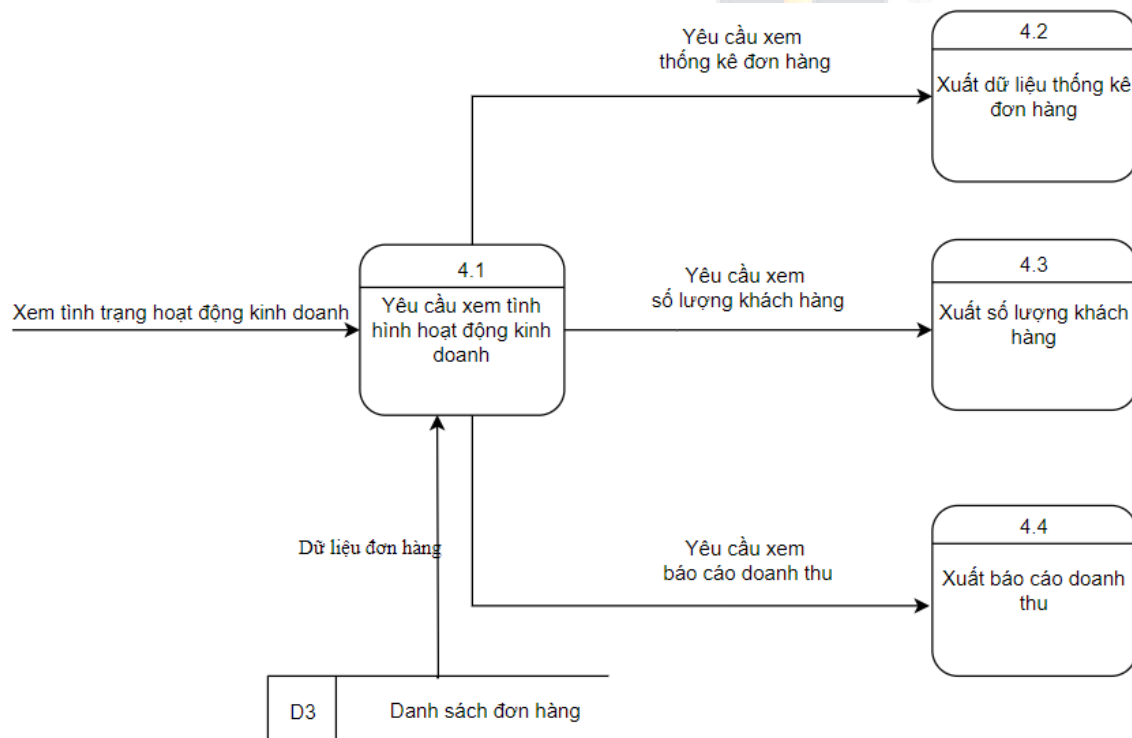 Yêu cầu xem
thống kê đơn hàng
4.2
Xuất dữ liệu thống kê
đơn hàng
Xem tình trạng hoạt động kinh doanh
4.1
Yêu cầu xem tình
hình hoạt động kinh
doanh
Yêu cầu xem
số lượng khách hàng
4.3
Xuất số lượng khách
hàng
Dữ liệu đơn hàng
Yêu cầu xem
báo cáo doanh thu
4.4
Xuất báo cáo doanh
thu
D3
Danh sách đơn hàng